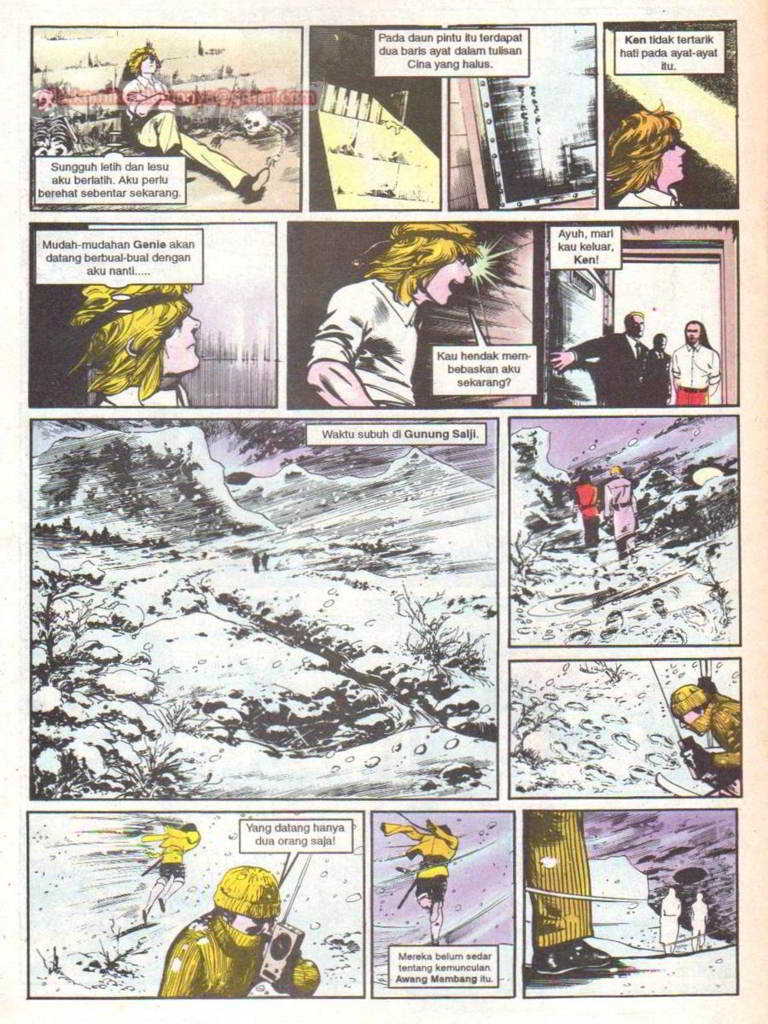 Sungguh letih dan lesu
aku berlatih. Aku perlu
berehat sebentar sekarang.
Pada daun pintu itu terdapat
dua baris ayat dalam tulisan
Cina yang halus.
Ken tidak tertarik
hati pada ayat-ayat
itu.
Mudah-mudahan Genie akan
datang berbual-bual dengan
aku nanti.....
Kau hendak mem-
bebaskan aku
sekarang?
Ayuh, mari
kau keluar,
Ken!
Waktu subuh di Gunung Salji.
Yang datang hanya
dua orang saja!
Mereka belum sedar
tentang kemunculan
Awang Mambang itu.